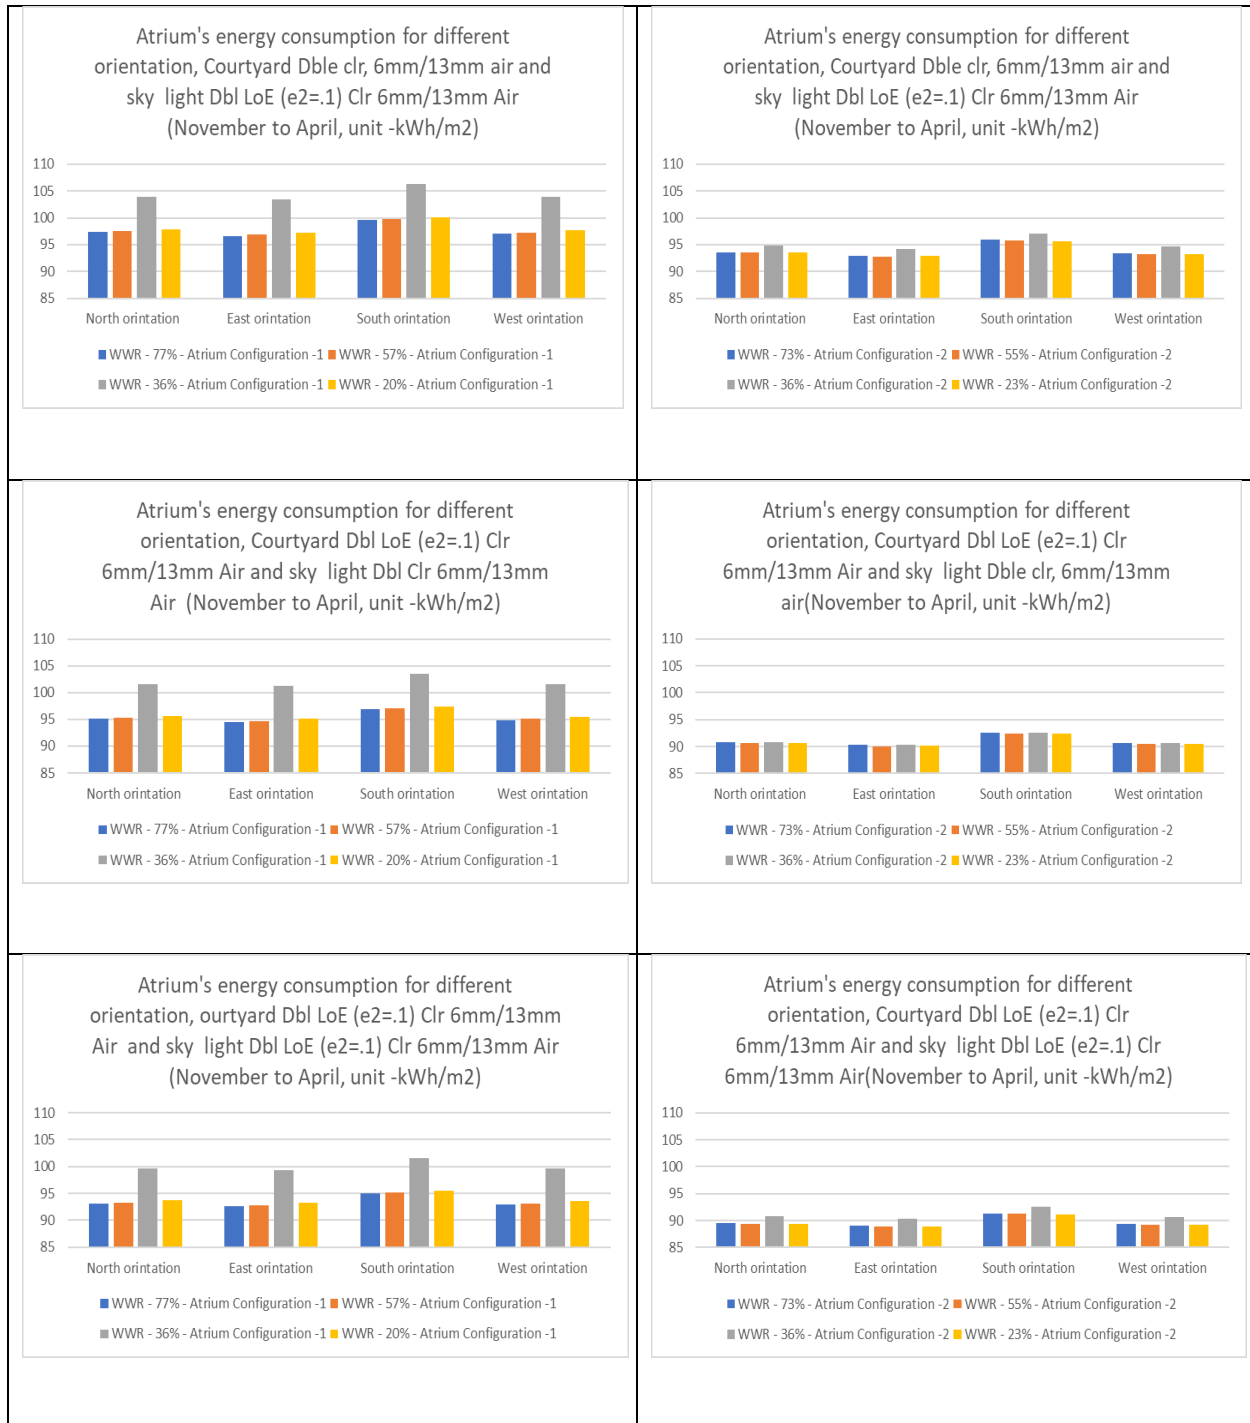 Atrium's energy consumption for different
orientation, Courtyard Dble clr, 6mm/13mm air and
sky  light Dbl LoE (e2=.1) Clr 6mm/13mm Air
(November to April, unit -kWh/m2)
110
105
100
95
90
85
North orintation East orintation South orintation West orintation
WWR - 77% - Atrium Configuration -1 WWR - 57% - Atrium Configuration -1
WWR - 36% - Atrium Configuration -1 WWR - 20% - Atrium Configuration -1
Atrium's energy consumption for different
orientation, Courtyard Dble clr, 6mm/13mm air and
sky  light Dbl LoE (e2=.1) Clr 6mm/13mm Air
(November to April, unit -kWh/m2)
110
105
100
95
90
85
North orintation East orintation South orintation West orintation
WWR - 73% - Atrium Configuration -2 WWR - 55% - Atrium Configuration -2
WWR - 36% - Atrium Configuration -2 WWR - 23% - Atrium Configuration -2
Atrium's energy consumption for different
orientation, Courtyard Dbl LoE (e2=.1) Clr
6mm/13mm Air and sky  light Dbl Clr 6mm/13mm
Air  (November to April, unit -kWh/m2)
110
105
100
95
90
85
North orintation East orintation South orintation West orintation
WWR - 77% - Atrium Configuration -1 WWR - 57% - Atrium Configuration -1
WWR - 36% - Atrium Configuration -1 WWR - 20% - Atrium Configuration -1
Atrium's energy consumption for different
orientation, Courtyard Dbl LoE (e2=.1) Clr
6mm/13mm Air and sky  light Dble clr, 6mm/13mm
air(November to April, unit -kWh/m2)
110
105
100
95
90
85
North orintation East orintation South orintation West orintation
WWR - 73% - Atrium Configuration -2 WWR - 55% - Atrium Configuration -2
WWR - 36% - Atrium Configuration -2 WWR - 23% - Atrium Configuration -2
Atrium's energy consumption for different
orientation, ourtyard Dbl LoE (e2=.1) Clr 6mm/13mm
Air  and sky  light Dbl LoE (e2=.1) Clr 6mm/13mm Air
(November to April, unit -kWh/m2)
110
105
100
95
90
85
North orintation East orintation South orintation West orintation
WWR - 77% - Atrium Configuration -1 WWR - 57% - Atrium Configuration -1
WWR - 36% - Atrium Configuration -1 WWR - 20% - Atrium Configuration -1
Atrium's energy consumption for different
orientation, Courtyard Dbl LoE (e2=.1) Clr
6mm/13mm Air and sky  light Dbl LoE (e2=.1) Clr
6mm/13mm Air(November to April, unit -kWh/m2)
110
105
100
95
90
85
North orintation East orintation South orintation West orintation
WWR - 73% - Atrium Configuration -2 WWR - 55% - Atrium Configuration -2
WWR - 36% - Atrium Configuration -2 WWR - 23% - Atrium Configuration -2